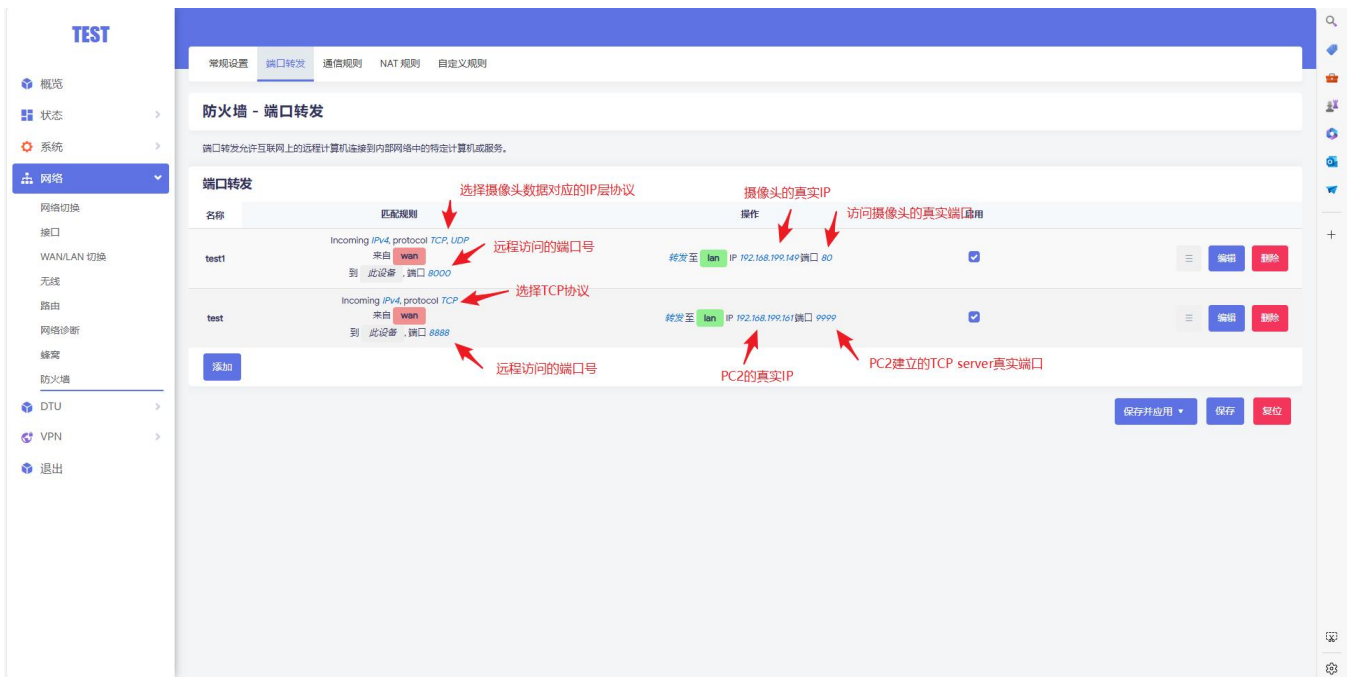 TEST
概览
状态
系统
网络
网络切换
接口
WAN/LAN 切换
无线
路由
网络诊断
蜂窝
防火墙
DTU
VPN
退出
常规设置 端口转发 通信规则 NAT 规则 自定义规则
防火墙 - 端口转发
端口转发允许互联网上的远程计算机连接到内部网络中的特定计算机或服务。
端口转发
选择摄像头数据对应的IP层协议
摄像头的真实IP
访问摄像头的真实端口
名称 匹配规则 操作 启用
test1
Incoming IPv4, protocol TCP, UDP
来自 wan
到 此设备 , 端口 8000
远程访问的端口号
转发至 lan IP 192.168.199.149 端口 80
编辑 删除
test
Incoming IPv4, protocol TCP
来自 wan
到 此设备 , 端口 8888
选择TCP协议
远程访问的端口号
转发至 lan IP 192.168.199.161 端口 9999
PC2的真实IP
PC2建立的TCP server真实端口
编辑 删除
添加
保存并应用 保存 复位